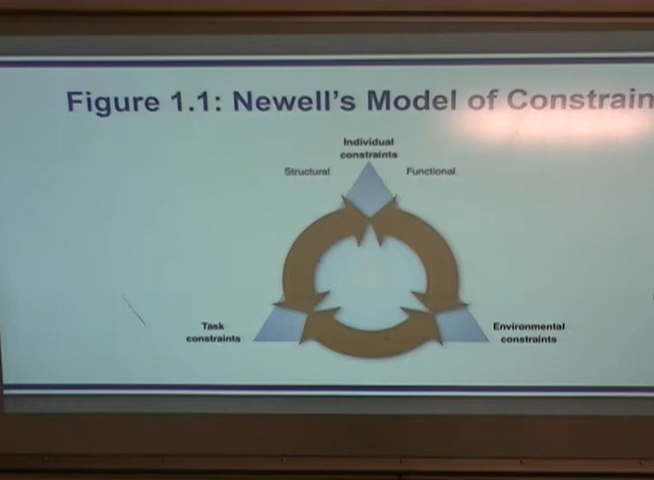 Figure 1.1: Newell's Model of Constrain
Individual
constraints
Structural
Functional
Task
constraints
Environmental
constraints